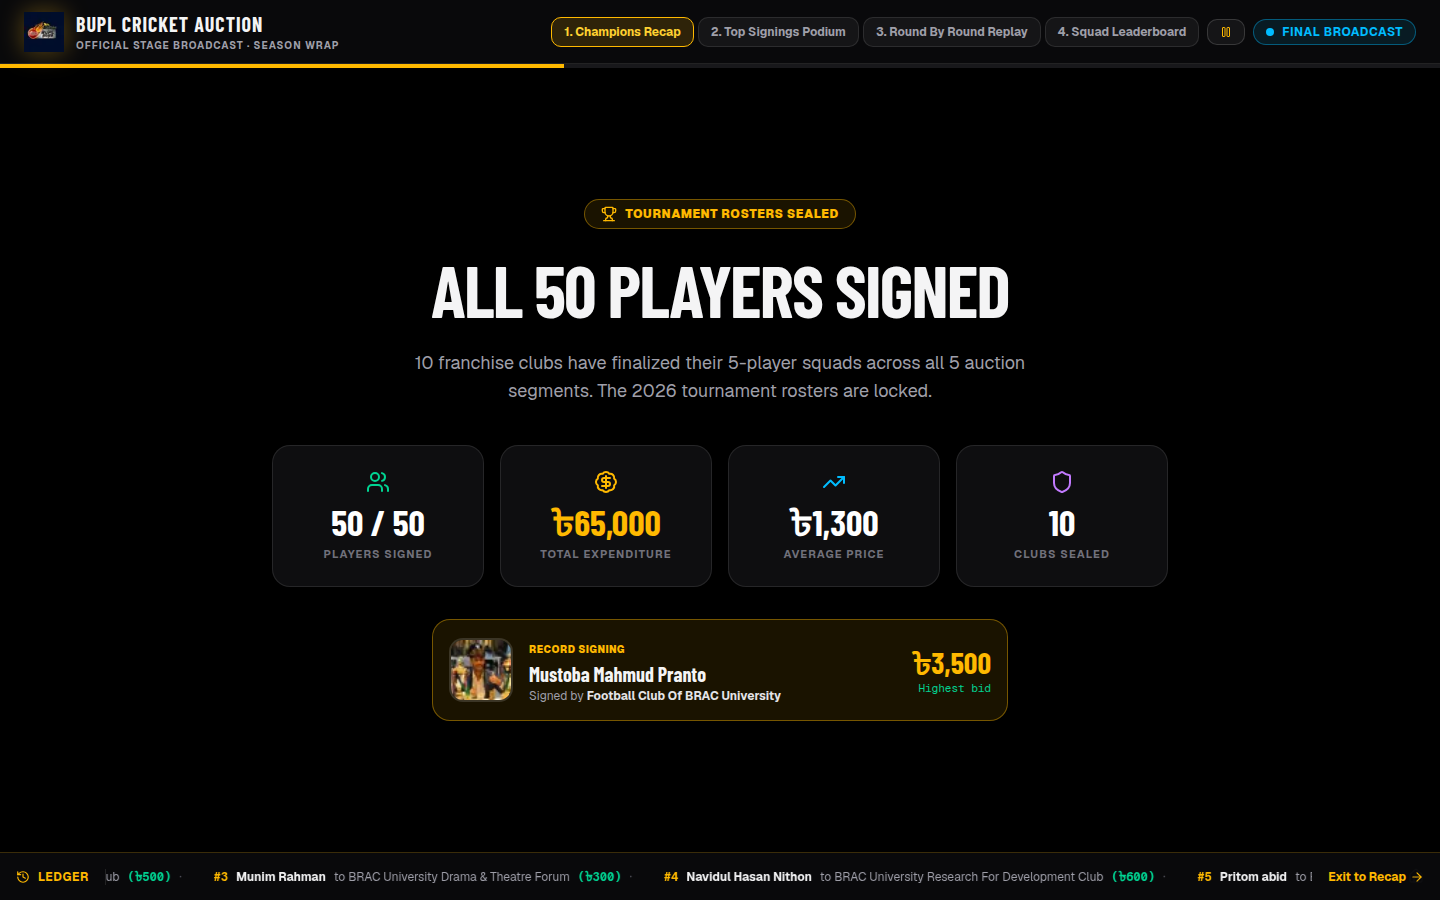 BUPL CRICKET AUCTION
OFFICIAL STAGE BROADCAST · SEASON WRAP
1. Champions Recap
2. Top Signings Podium
3. Round By Round Replay
4. Squad Leaderboard
FINAL BROADCAST
TOURNAMENT ROSTERS SEALED
ALL 50 PLAYERS SIGNED
10 franchise clubs have finalized their 5-player squads across all 5 auction
segments. The 2026 tournament rosters are locked.
50 / 50
PLAYERS SIGNED
৳65,000
TOTAL EXPENDITURE
৳1,300
AVERAGE PRICE
10
CLUBS SEALED
RECORD SIGNING
Mustoba Mahmud Pranto
Signed by Football Club Of BRAC University
৳3,500
Highest bid
LEDGER
ub (৳500) · #3 Munim Rahman to BRAC University Drama & Theatre Forum (৳300) · #4 Navidul Hasan Nithon to BRAC University Research For Development Club (৳600) · #5 Pritom abid to
Exit to Recap →